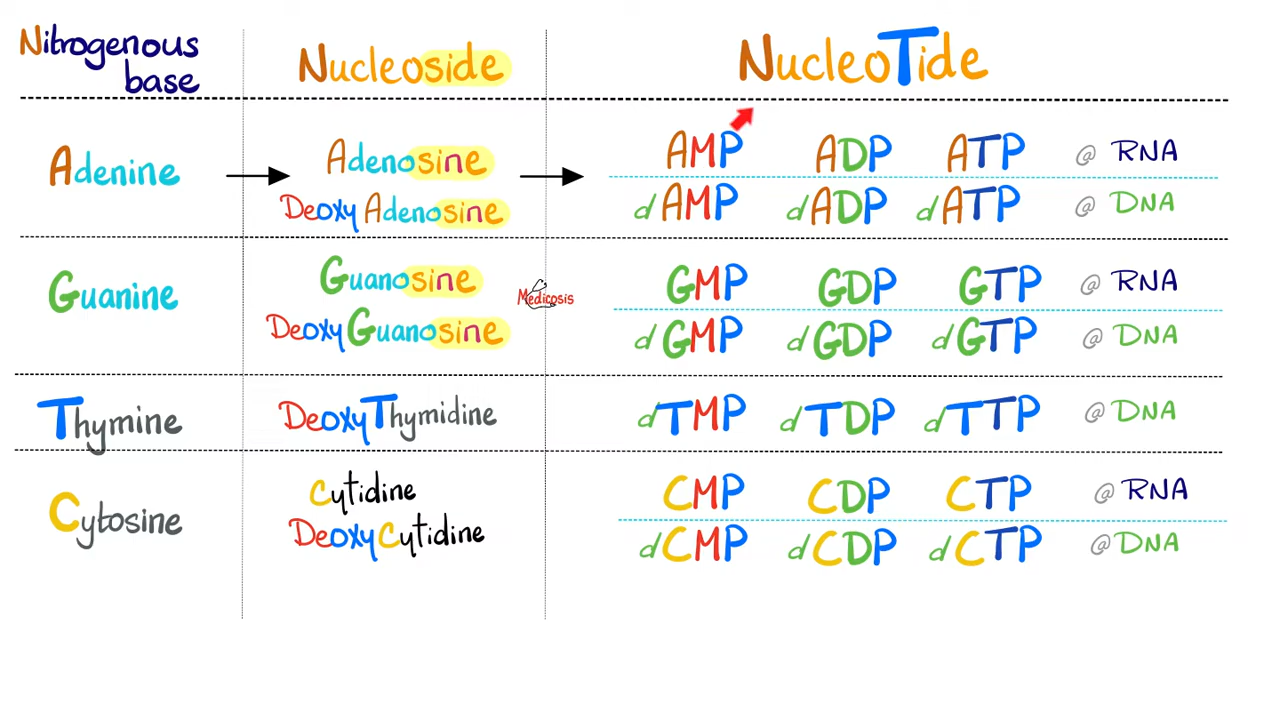 Nitrogenous base
Nucleoside
NucleoTide
Adenine
Adenosine
AMP ADP ATP @ RNA
DeoxyAdenosine
dAMP dADP dATP @ DNA
Guanine
Guanosine
GMP GDP GTP @ RNA
Medicosis
DeoxyGuanosine
dGMP dGDP dGTP @ DNA
Thymine
DeoxyThymidine
dTMP dTDP dTTP @ DNA
Cytosine
Cytidine
CMP CDP CTP @ RNA
DeoxyCytidine
dCMP dCDP dCTP @ DNA